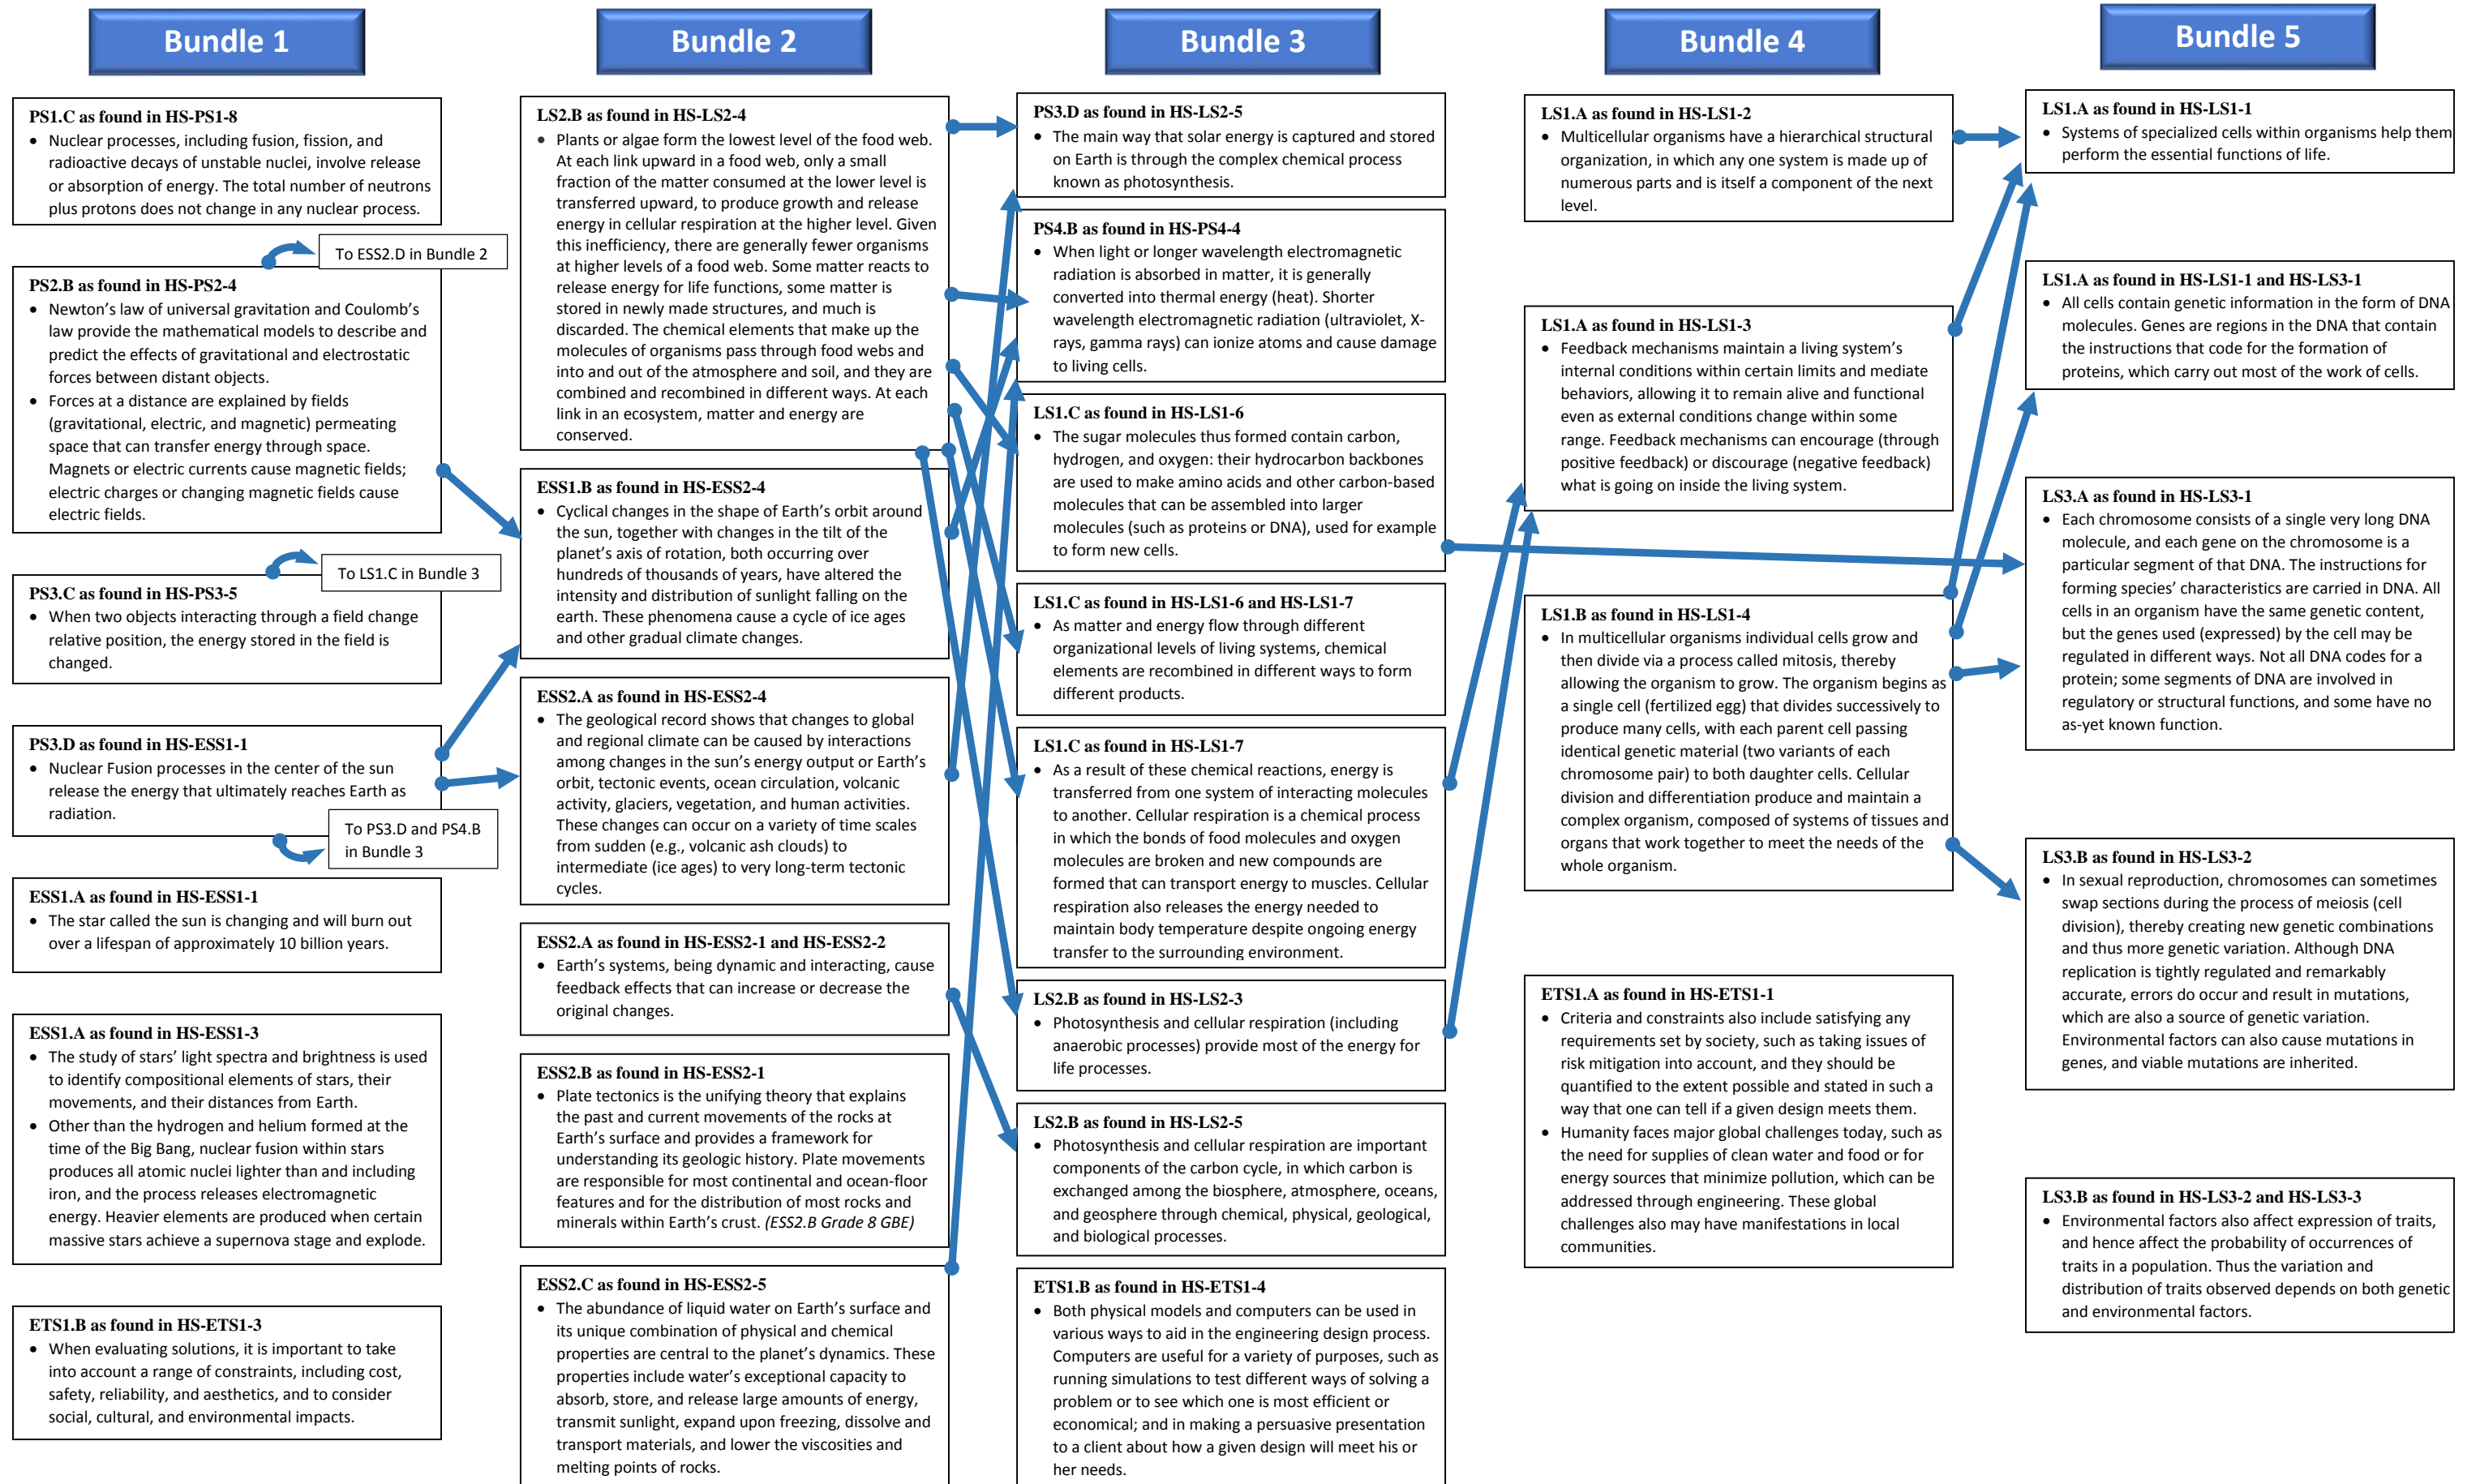 Bundle 1
PS1.C as found in HS-PS1-8
• Nuclear processes, including fusion, fission, and
radioactive decays of unstable nuclei, involve release
or absorption of energy. The total number of neutrons
plus protons does not change in any nuclear process.
To ESS2.D in Bundle 2
PS2.B as found in HS-PS2-4
• Newton’s law of universal gravitation and Coulomb’s
law provide the mathematical models to describe and
predict the effects of gravitational and electrostatic
forces between distant objects.
• Forces at a distance are explained by fields
(gravitational, electric, and magnetic) permeating
space that can transfer energy through space.
Magnets or electric currents cause magnetic fields;
electric charges or changing magnetic fields cause
electric fields.
To LS1.C in Bundle 3
PS3.C as found in HS-PS3-5
• When two objects interacting through a field change
relative position, the energy stored in the field is
changed.
PS3.D as found in HS-ESS1-1
• Nuclear Fusion processes in the center of the sun
release the energy that ultimately reaches Earth as
radiation.
To PS3.D and PS4.B
in Bundle 3
ESS1.A as found in HS-ESS1-1
• The star called the sun is changing and will burn out
over a lifespan of approximately 10 billion years.
ESS1.A as found in HS-ESS1-3
• The study of stars’ light spectra and brightness is used
to identify compositional elements of stars, their
movements, and their distances from Earth.
• Other than the hydrogen and helium formed at the
time of the Big Bang, nuclear fusion within stars
produces all atomic nuclei lighter than and including
iron, and the process releases electromagnetic
energy. Heavier elements are produced when certain
massive stars achieve a supernova stage and explode.
ETS1.B as found in HS-ETS1-3
• When evaluating solutions, it is important to take
into account a range of constraints, including cost,
safety, reliability, and aesthetics, and to consider
social, cultural, and environmental impacts.
Bundle 2
LS2.B as found in HS-LS2-4
• Plants or algae form the lowest level of the food web.
At each link upward in a food web, only a small
fraction of the matter consumed at the lower level is
transferred upward, to produce growth and release
energy in cellular respiration at the higher level. Given
this inefficiency, there are generally fewer organisms
at higher levels of a food web. Some matter reacts to
release energy for life functions, some matter is
stored in newly made structures, and much is
discarded. The chemical elements that make up the
molecules of organisms pass through food webs and
into and out of the atmosphere and soil, and they are
combined and recombined in different ways. At each
link in an ecosystem, matter and energy are
conserved.
ESS1.B as found in HS-ESS2-4
• Cyclical changes in the shape of Earth’s orbit around
the sun, together with changes in the tilt of the
planet’s axis of rotation, both occurring over
hundreds of thousands of years, have altered the
intensity and distribution of sunlight falling on the
earth. These phenomena cause a cycle of ice ages
and other gradual climate changes.
ESS2.A as found in HS-ESS2-4
• The geological record shows that changes to global
and regional climate can be caused by interactions
among changes in the sun’s energy output or Earth’s
orbit, tectonic events, ocean circulation, volcanic
activity, glaciers, vegetation, and human activities.
These changes can occur on a variety of time scales
from sudden (e.g., volcanic ash clouds) to
intermediate (ice ages) to very long-term tectonic
cycles.
ESS2.A as found in HS-ESS2-1 and HS-ESS2-2
• Earth’s systems, being dynamic and interacting, cause
feedback effects that can increase or decrease the
original changes.
ESS2.B as found in HS-ESS2-1
• Plate tectonics is the unifying theory that explains
the past and current movements of the rocks at
Earth’s surface and provides a framework for
understanding its geologic history. Plate movements
are responsible for most continental and ocean-floor
features and for the distribution of most rocks and
minerals within Earth’s crust. (ESS2.B Grade 8 GBE)
ESS2.C as found in HS-ESS2-5
• The abundance of liquid water on Earth’s surface and
its unique combination of physical and chemical
properties are central to the planet’s dynamics. These
properties include water’s exceptional capacity to
absorb, store, and release large amounts of energy,
transmit sunlight, expand upon freezing, dissolve and
transport materials, and lower the viscosities and
melting points of rocks.
Bundle 3
PS3.D as found in HS-LS2-5
• The main way that solar energy is captured and stored
on Earth is through the complex chemical process
known as photosynthesis.
PS4.B as found in HS-PS4-4
• When light or longer wavelength electromagnetic
radiation is absorbed in matter, it is generally
converted into thermal energy (heat). Shorter
wavelength electromagnetic radiation (ultraviolet, X-
rays, gamma rays) can ionize atoms and cause damage
to living cells.
LS1.C as found in HS-LS1-6
• The sugar molecules thus formed contain carbon,
hydrogen, and oxygen: their hydrocarbon backbones
are used to make amino acids and other carbon-based
molecules that can be assembled into larger
molecules (such as proteins or DNA), used for example
to form new cells.
LS1.C as found in HS-LS1-6 and HS-LS1-7
• As matter and energy flow through different
organizational levels of living systems, chemical
elements are recombined in different ways to form
different products.
LS1.C as found in HS-LS1-7
• As a result of these chemical reactions, energy is
transferred from one system of interacting molecules
to another. Cellular respiration is a chemical process
in which the bonds of food molecules and oxygen
molecules are broken and new compounds are
formed that can transport energy to muscles. Cellular
respiration also releases the energy needed to
maintain body temperature despite ongoing energy
transfer to the surrounding environment.
LS2.B as found in HS-LS2-3
• Photosynthesis and cellular respiration (including
anaerobic processes) provide most of the energy for
life processes.
LS2.B as found in HS-LS2-5
• Photosynthesis and cellular respiration are important
components of the carbon cycle, in which carbon is
exchanged among the biosphere, atmosphere, oceans,
and geosphere through chemical, physical, geological,
and biological processes.
ETS1.B as found in HS-ETS1-4
• Both physical models and computers can be used in
various ways to aid in the engineering design process.
Computers are useful for a variety of purposes, such as
running simulations to test different ways of solving a
problem or to see which one is most efficient or
economical; and in making a persuasive presentation
to a client about how a given design will meet his or
her needs.
Bundle 4
LS1.A as found in HS-LS1-2
• Multicellular organisms have a hierarchical structural
organization, in which any one system is made up of
numerous parts and is itself a component of the next
level.
LS1.A as found in HS-LS1-3
• Feedback mechanisms maintain a living system’s
internal conditions within certain limits and mediate
behaviors, allowing it to remain alive and functional
even as external conditions change within some
range. Feedback mechanisms can encourage (through
positive feedback) or discourage (negative feedback)
what is going on inside the living system.
LS1.B as found in HS-LS1-4
• In multicellular organisms individual cells grow and
then divide via a process called mitosis, thereby
allowing the organism to grow. The organism begins as
a single cell (fertilized egg) that divides successively to
produce many cells, with each parent cell passing
identical genetic material (two variants of each
chromosome pair) to both daughter cells. Cellular
division and differentiation produce and maintain a
complex organism, composed of systems of tissues and
organs that work together to meet the needs of the
whole organism.
ETS1.A as found in HS-ETS1-1
• Criteria and constraints also include satisfying any
requirements set by society, such as taking issues of
risk mitigation into account, and they should be
quantified to the extent possible and stated in such a
way that one can tell if a given design meets them.
• Humanity faces major global challenges today, such as
the need for supplies of clean water and food or for
energy sources that minimize pollution, which can be
addressed through engineering. These global
challenges also may have manifestations in local
communities.
Bundle 5
LS1.A as found in HS-LS1-1
• Systems of specialized cells within organisms help them
perform the essential functions of life.
LS1.A as found in HS-LS1-1 and HS-LS3-1
• All cells contain genetic information in the form of DNA
molecules. Genes are regions in the DNA that contain
the instructions that code for the formation of
proteins, which carry out most of the work of cells.
LS3.A as found in HS-LS3-1
• Each chromosome consists of a single very long DNA
molecule, and each gene on the chromosome is a
particular segment of that DNA. The instructions for
forming species’ characteristics are carried in DNA. All
cells in an organism have the same genetic content,
but the genes used (expressed) by the cell may be
regulated in different ways. Not all DNA codes for a
protein; some segments of DNA are involved in
regulatory or structural functions, and some have no
as-yet known function.
LS3.B as found in HS-LS3-2
• In sexual reproduction, chromosomes can sometimes
swap sections during the process of meiosis (cell
division), thereby creating new genetic combinations
and thus more genetic variation. Although DNA
replication is tightly regulated and remarkably
accurate, errors do occur and result in mutations,
which are also a source of genetic variation.
Environmental factors can also cause mutations in
genes, and viable mutations are inherited.
LS3.B as found in HS-LS3-2 and HS-LS3-3
• Environmental factors also affect expression of traits,
and hence affect the probability of occurrences of
traits in a population. Thus the variation and
distribution of traits observed depends on both genetic
and environmental factors.